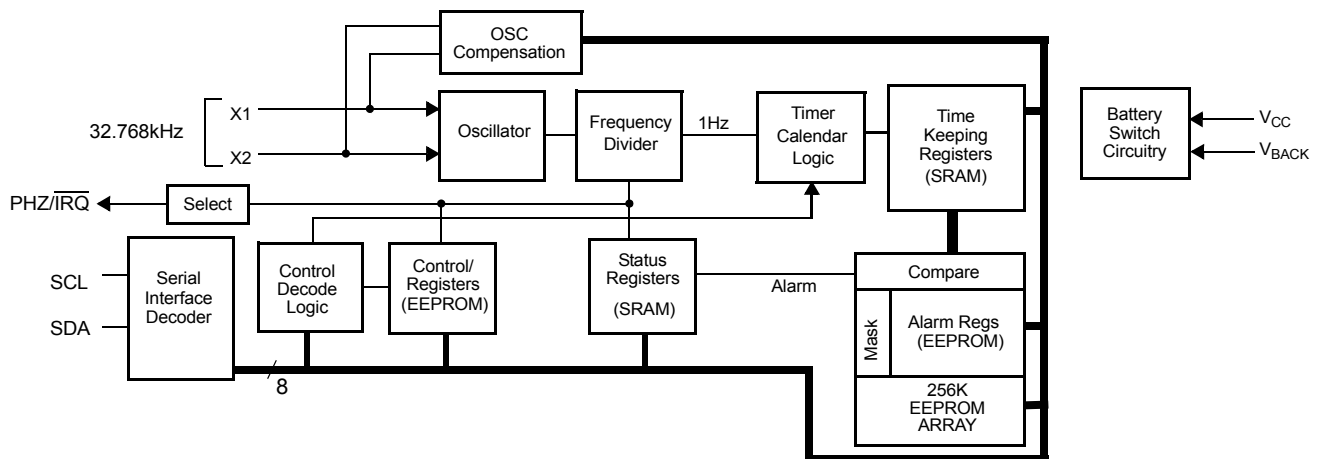 OSC
Compensation
X1
32.768kHz
X2
Oscillator
Frequency
Divider
1Hz
Timer
Calendar
Logic
Time
Keeping
Registers
(SRAM)
Battery
Switch
Circuitry
VCC
VBACK
PHZ/IRQ
Select
SCL
SDA
Serial
Interface
Decoder
Control
Decode
Logic
Control/
Registers
(EEPROM)
Status
Registers
(SRAM)
Alarm
Compare
Mask
Alarm Regs
(EEPROM)
256K
EEPROM
ARRAY
8